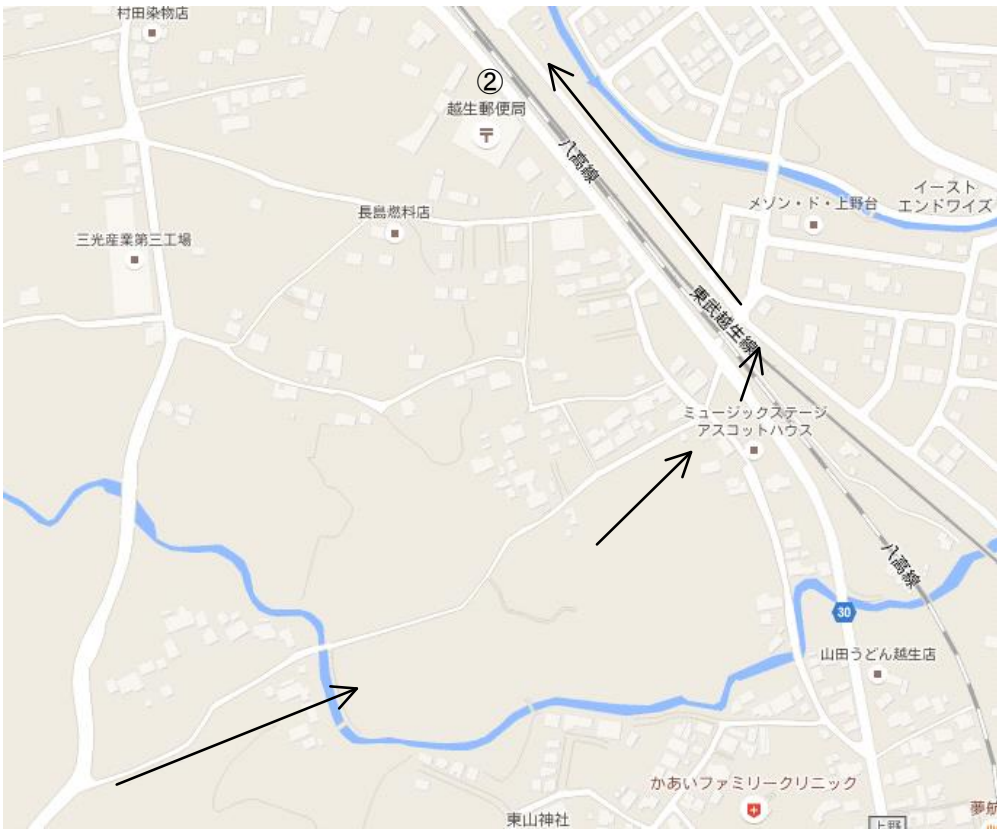 村田染物店
②
越生郵便局
〒
八高線
イースト
エンドワイズ
メゾン・ド・上野台
長島燃料店
三光産業第三工場
東武越生線
ミュージックステージ
アスコットハウス
八高線
30
山田うどん越生店
かあいファミリークリニック
東山神社
上野